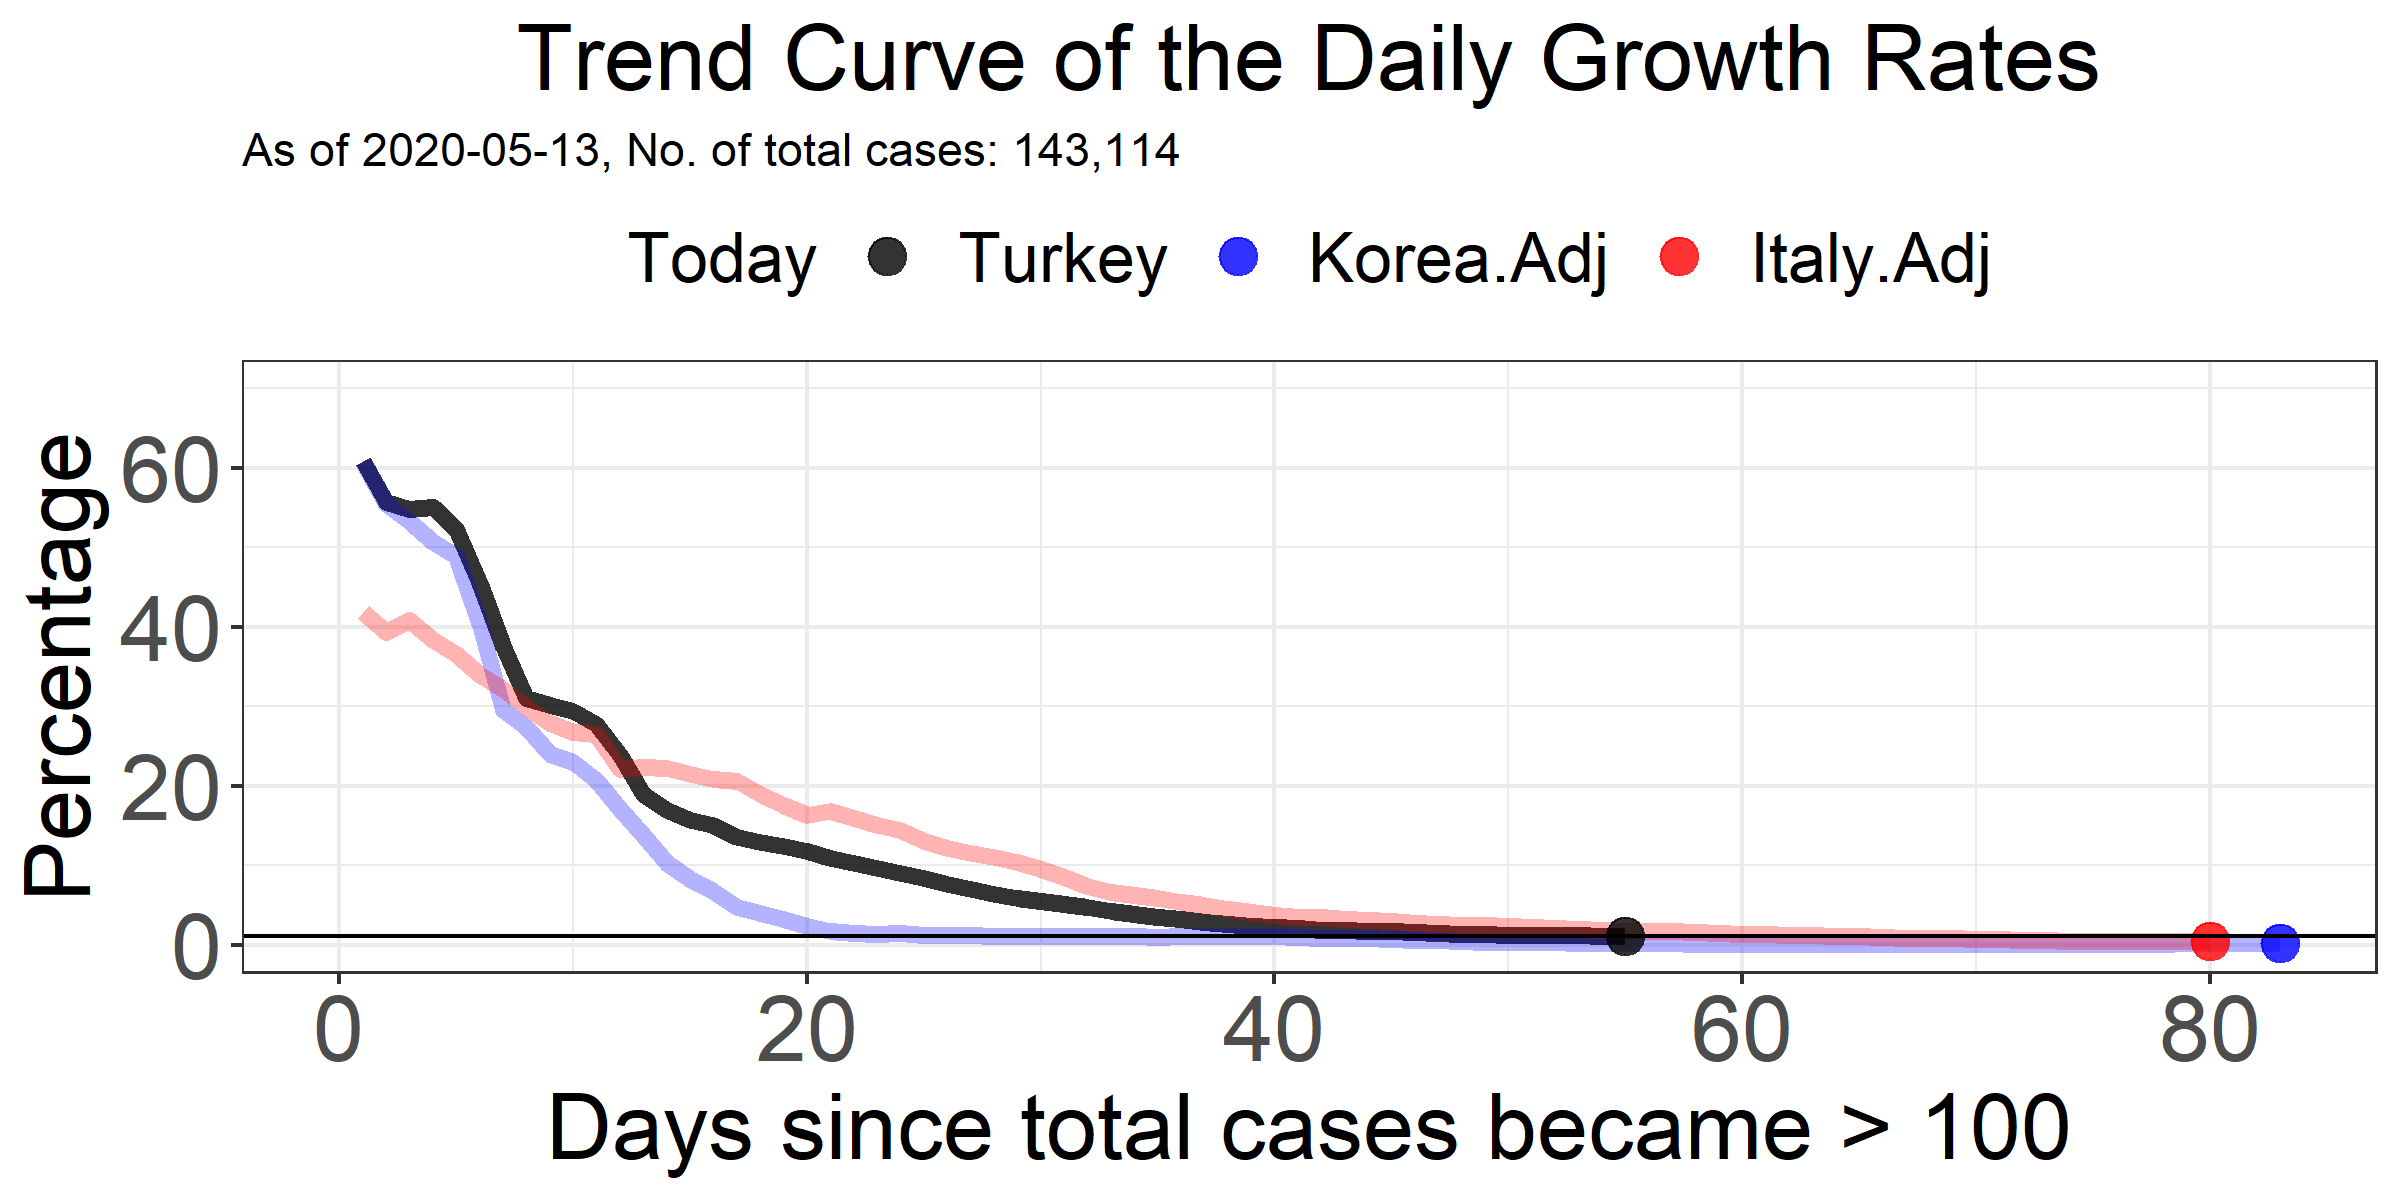 Trend Curve of the Daily Growth Rates
As of 2020-05-13, No. of total cases: 143,114
Today Turkey Korea.Adj Italy.Adj
Percentage
60
40
20
0
0 20 40 60 80
Days since total cases became > 100